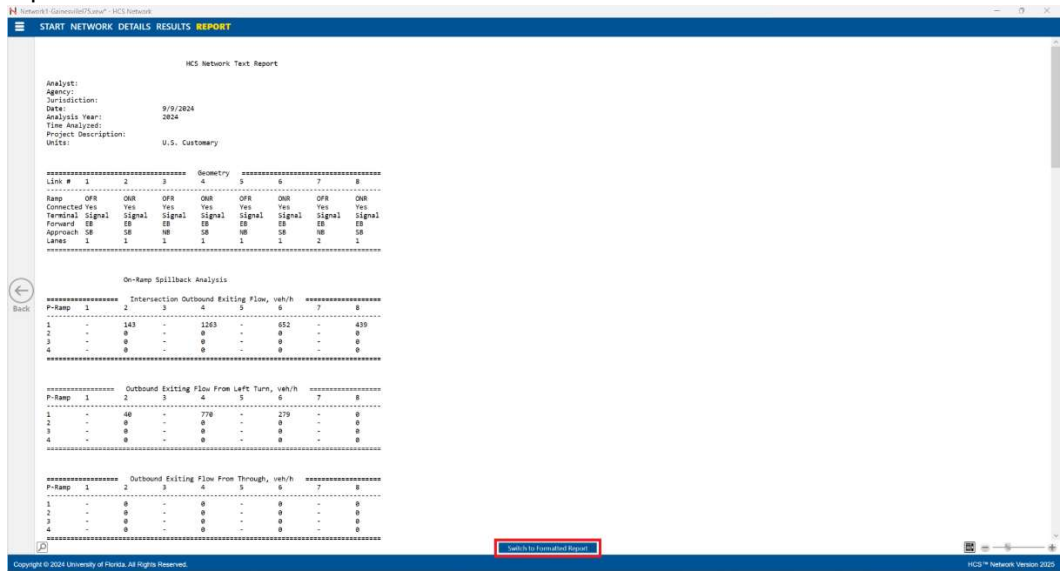 Network1-GainesvilleI75.xuw* - HCS Network
START NETWORK DETAILS RESULTS REPORT
HCS Network Text Report
Analyst:
Agency:
Jurisdiction:
Date: 9/9/2024
Analysis Year: 2024
Time Analyzed:
Project Description:
Units: U.S. Customary
=================================== Geometry ===================================
Link # 1 2 3 4 5 6 7 8
Ramp OFR ONR OFR ONR OFR ONR OFR ONR
Connected Yes Yes Yes Yes Yes Yes Yes Yes
Terminal Signal Signal Signal Signal Signal Signal Signal Signal
Forward EB EB EB EB EB EB EB EB
Approach SB SB NB SB NB SB NB SB
Lanes 1 1 1 1 1 1 2 1
On-Ramp Spillback Analysis
================== Intersection Outbound Exiting Flow, veh/h ===================
P-Ramp 1 2 3 4 5 6 7 8
1 - 143 - 1263 - 652 - 439
2 - 0 - 0 - 0 - 0
3 - 0 - 0 - 0 - 0
4 - 0 - 0 - 0 - 0
================= Outbound Exiting Flow From Left Turn, veh/h ==================
P-Ramp 1 2 3 4 5 6 7 8
1 - 40 - 770 - 279 - 0
2 - 0 - 0 - 0 - 0
3 - 0 - 0 - 0 - 0
4 - 0 - 0 - 0 - 0
================== Outbound Exiting Flow From Through, veh/h ===================
P-Ramp 1 2 3 4 5 6 7 8
1 - 0 - 0 - 0 - 0
2 - 0 - 0 - 0 - 0
3 - 0 - 0 - 0 - 0
4 - 0 - 0 - 0 - 0
Back
Switch to Formatted Report
Copyright © 2024 University of Florida. All Rights Reserved.
HCS™ Network Version 2025